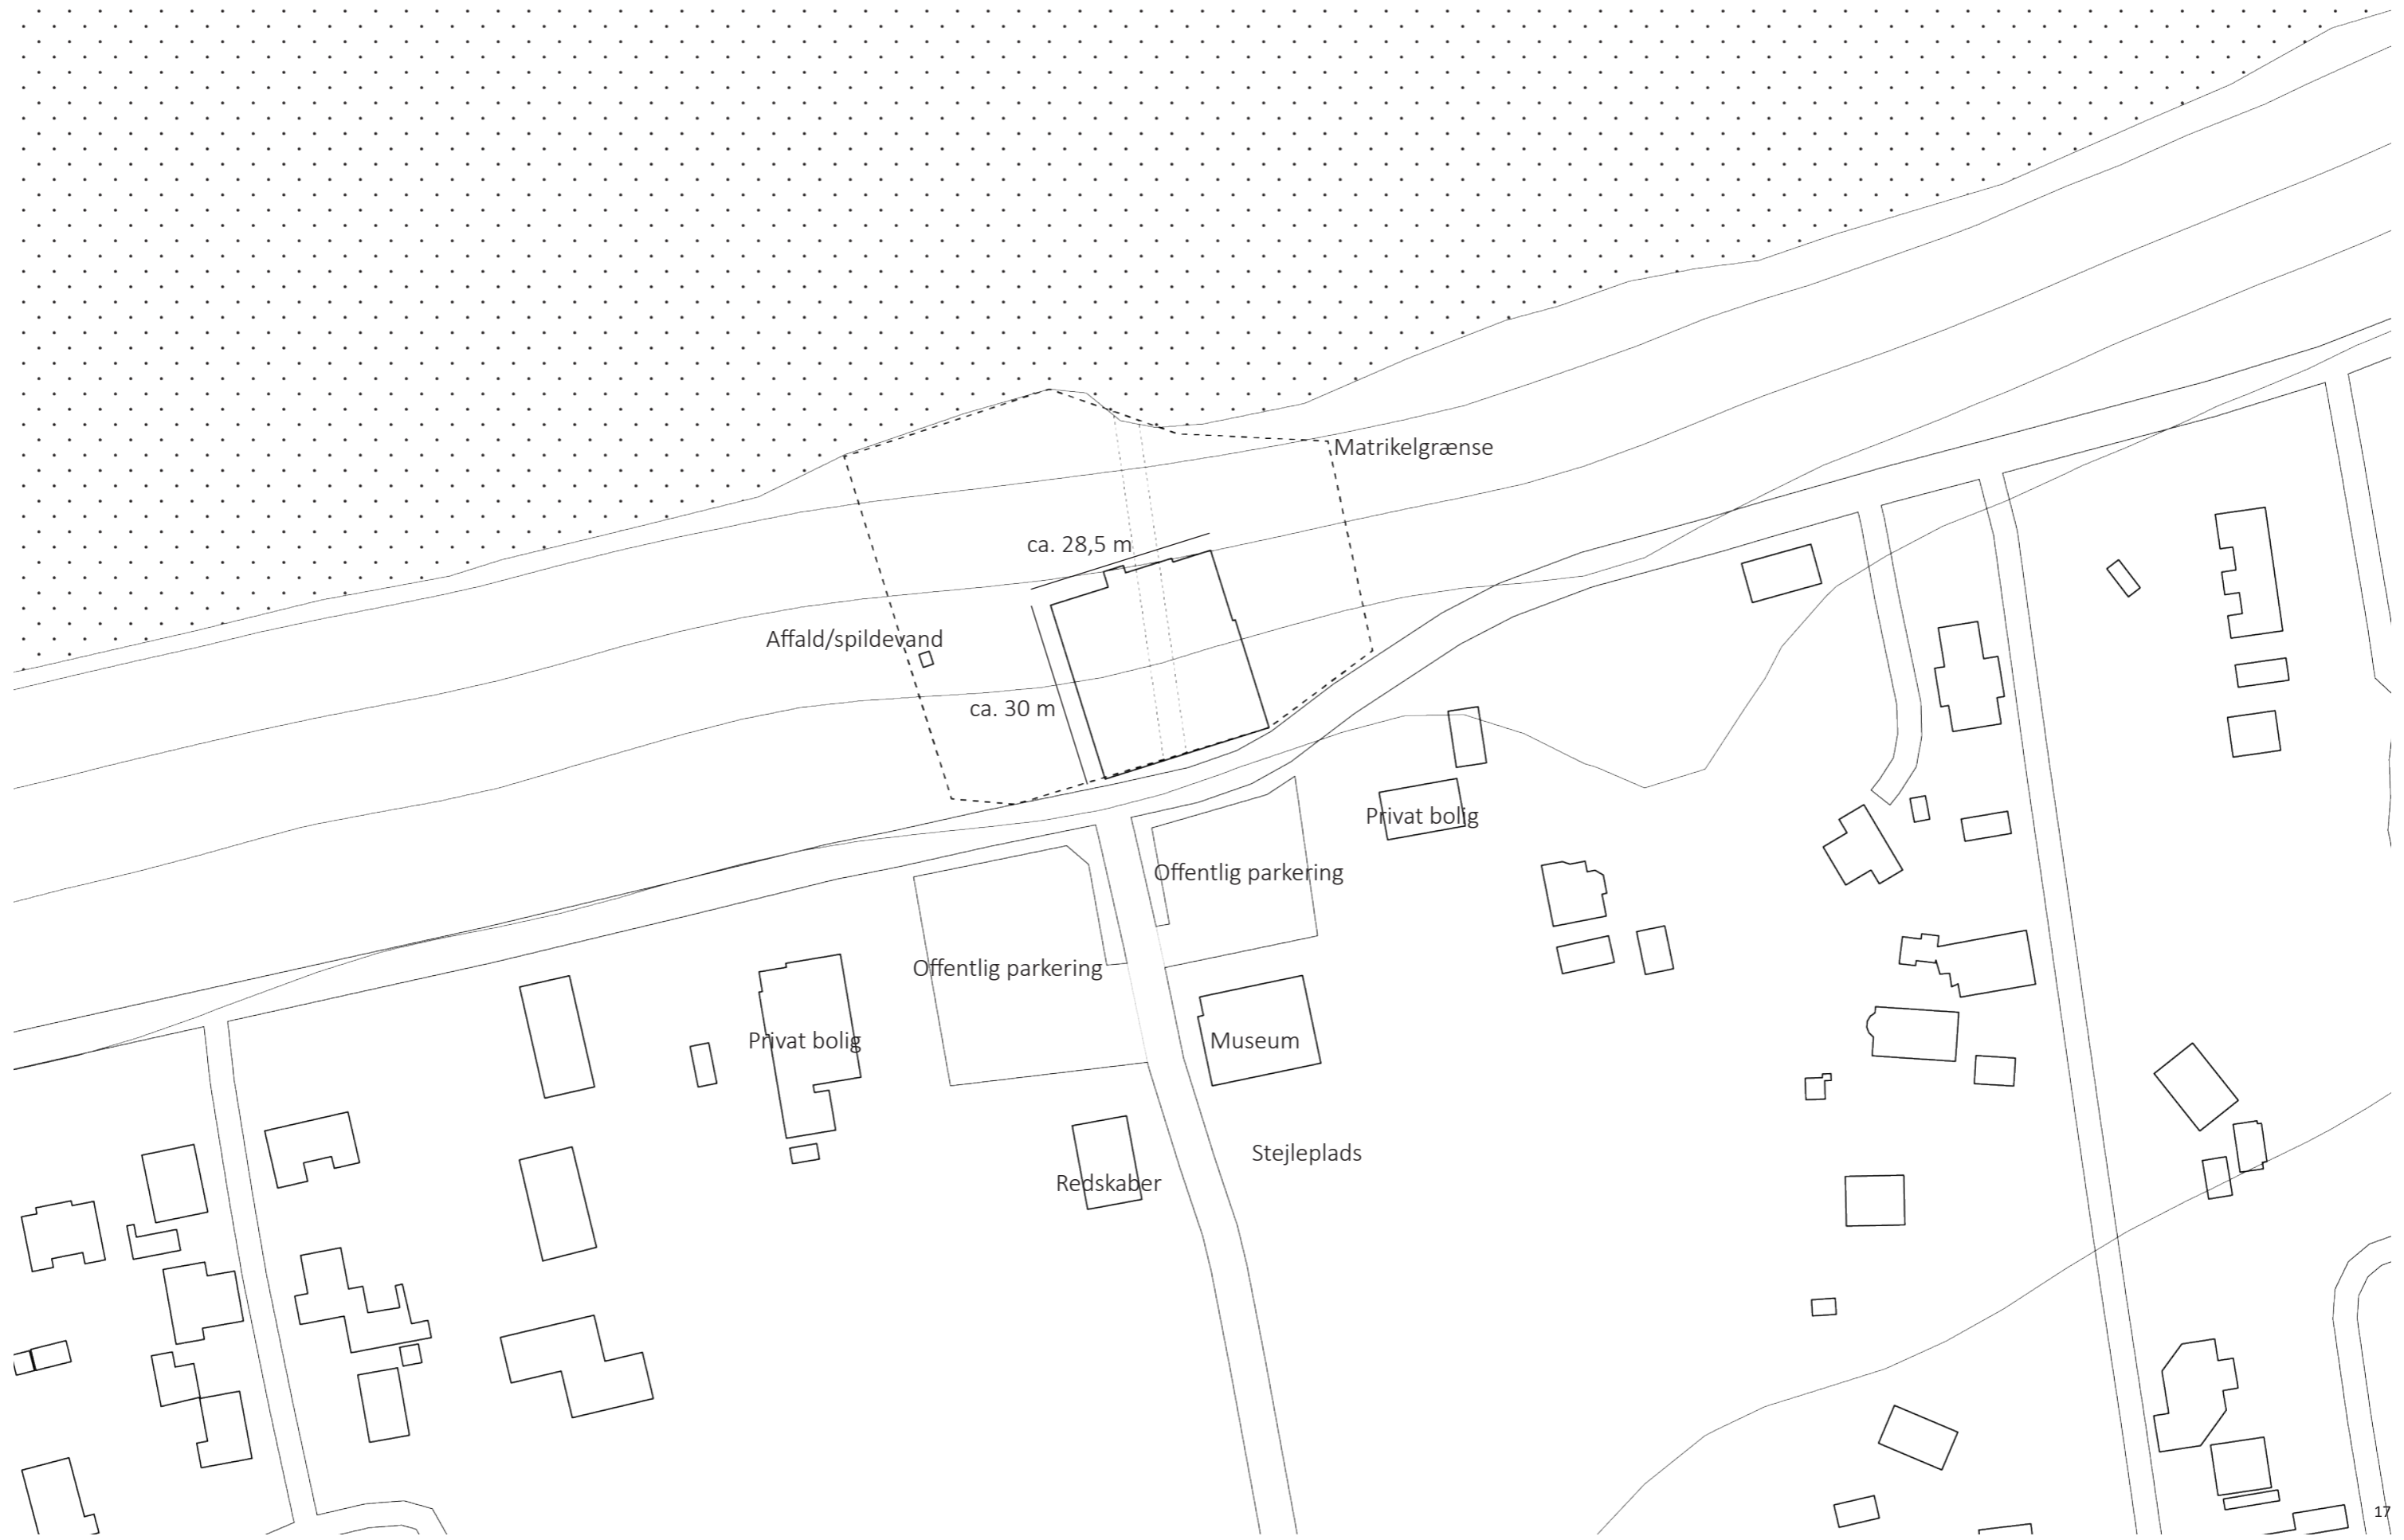 Matrikelgrænse
ca. 28,5 m
Affald/spildevand
ca. 30 m
Privat bolig
Offentlig parkering
Offentlig parkering
Privat bolig
Museum
Stejleplads
Redskaber
17